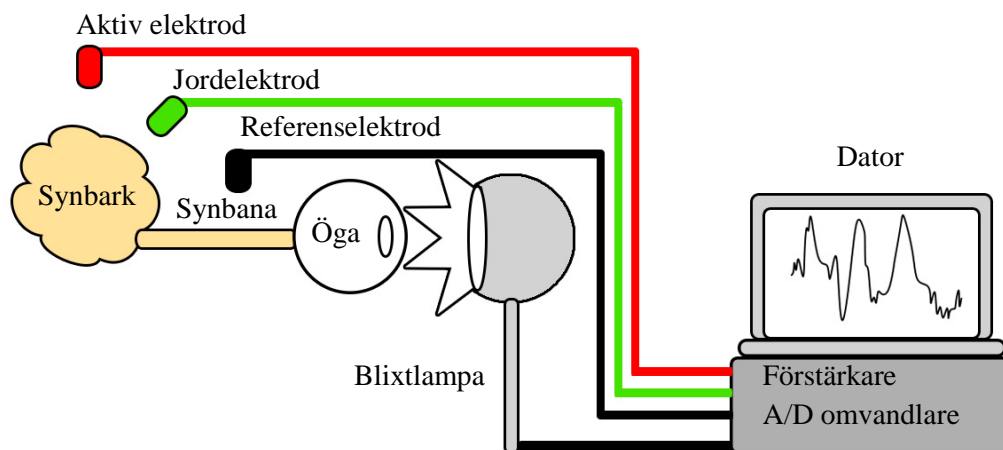 Aktiv elektrod
Jordelektrod
Referenselektrod
Dator
Synbark
Synbana
Öga
Blixtlampa
Förstärkare
A/D omvandlare